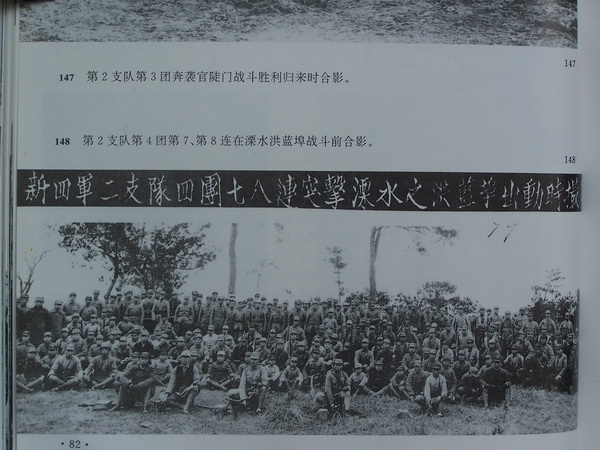 147
147 第2支队第3团奔袭官陡门战斗胜利归来时合影。
148 第2支队第4团第7、第8连在溧水洪蓝埠战斗前合影。
148
新四軍二支隊四團七八連突擊溧水之洪藍埠出動時撮
·82·